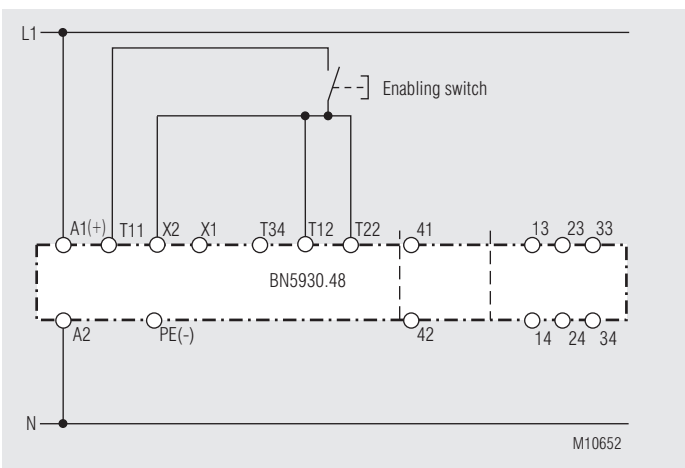 L1
Enabling switch
A1(+) T11 X2 X1 T34 T12 T22 41 13 23 33
BN5930.48
A2 PE(-) 42 14 24 34
N
M10652